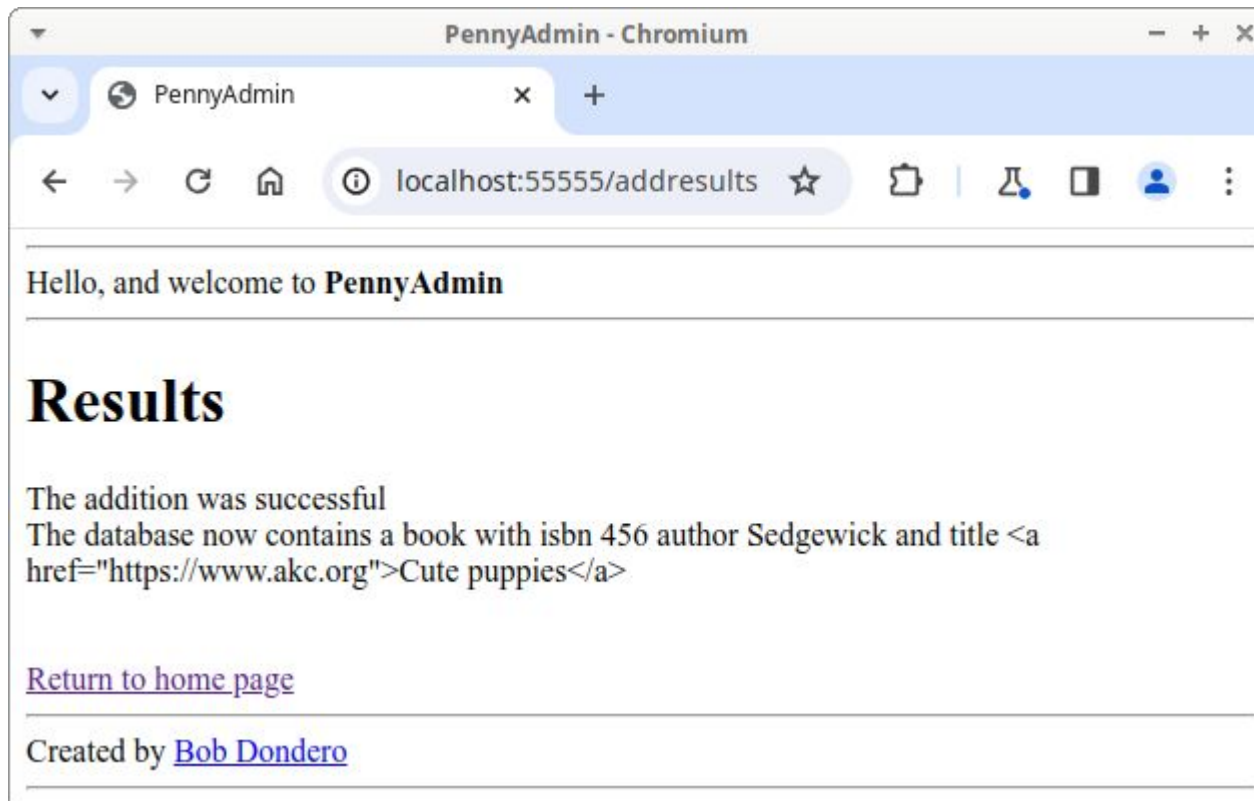 PennyAdmin - Chromium
PennyAdmin
localhost:55555/addresults
Hello, and welcome to PennyAdmin
Results
The addition was successful
The database now contains a book with isbn 456 author Sedgewick and title <a
href="https://www.akc.org">Cute puppies</a>
Return to home page
Created by Bob Dondero